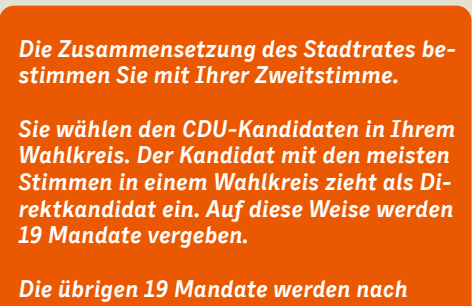 Die Zusammensetzung des Stadtrates be-
stimmen Sie mit Ihrer Zweitstimme.
Sie wählen den CDU-Kandidaten in Ihrem
Wahlkreis. Der Kandidat mit den meisten
Stimmen in einem Wahlkreis zieht als Di-
rektkandidat ein. Auf diese Weise werden
19 Mandate vergeben.
Die übrigen 19 Mandate werden nach